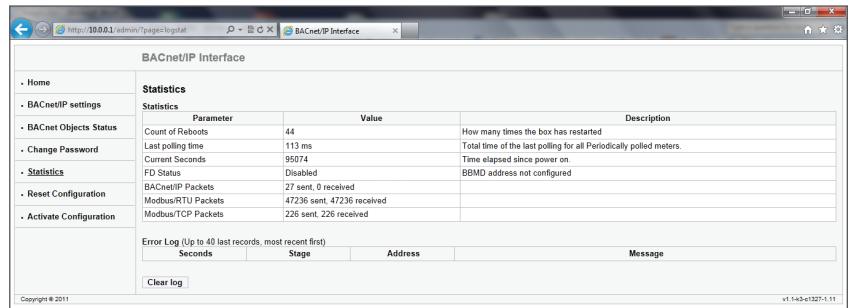 http://10.0.0.1/admin/?page=logstat
BACnet/IP Interface
BACnet/IP Interface
Home
BACnet/IP settings
BACnet Objects Status
Change Password
Statistics
Reset Configuration
Activate Configuration
Statistics
Statistics
Parameter Value Description
Count of Reboots 44 How many times the box has restarted
Last polling time 113 ms Total time of the last polling for all Periodically polled meters.
Current Seconds 95074 Time elapsed since power on.
FD Status Disabled BBMD address not configured
BACnet/IP Packets 27 sent, 0 received
Modbus/RTU Packets 47236 sent, 47236 received
Modbus/TCP Packets 226 sent, 226 received
Error Log (Up to 40 last records, most recent first)
Seconds Stage Address Message
Clear log
Copyright © 2011 v1.1-k3-c1327-1.11